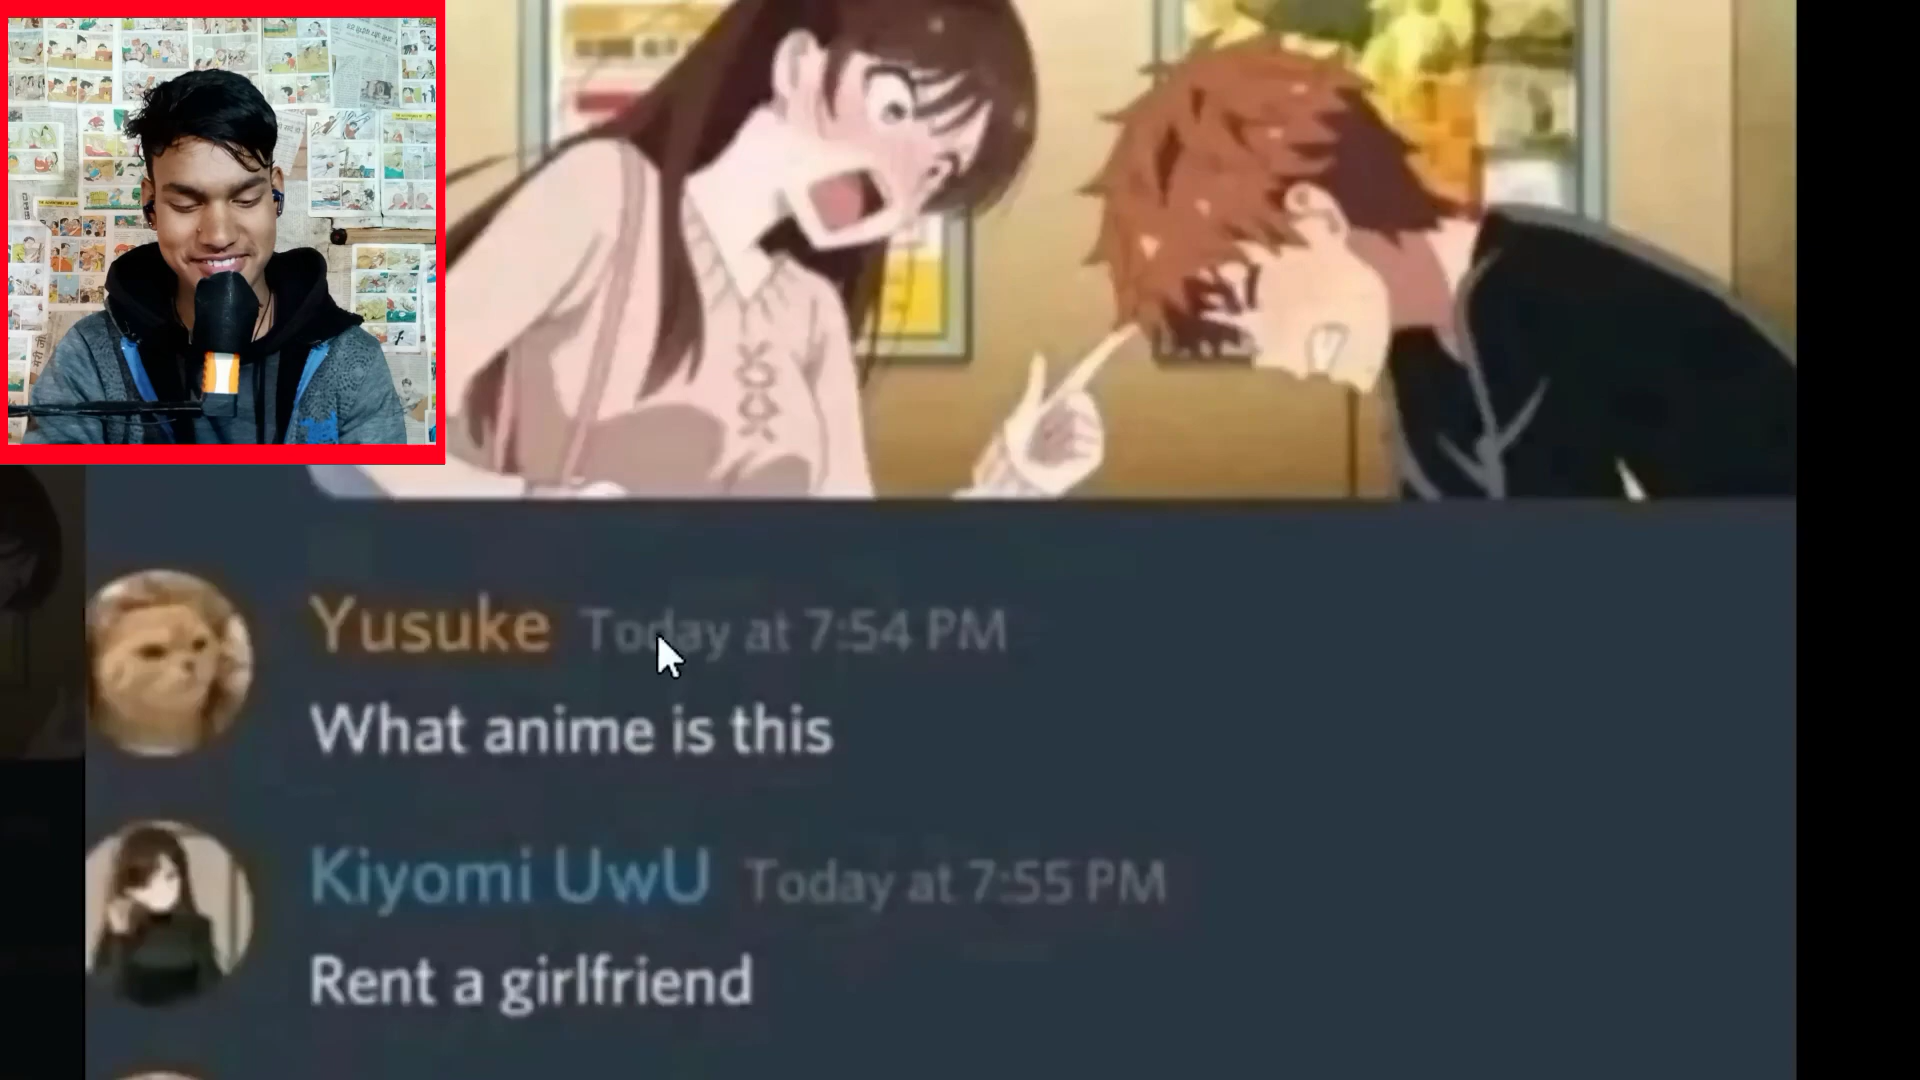 Yusuke Today at 7:54 PM
What anime is this
Kiyomi UwU Today at 7:55 PM
Rent a girlfriend